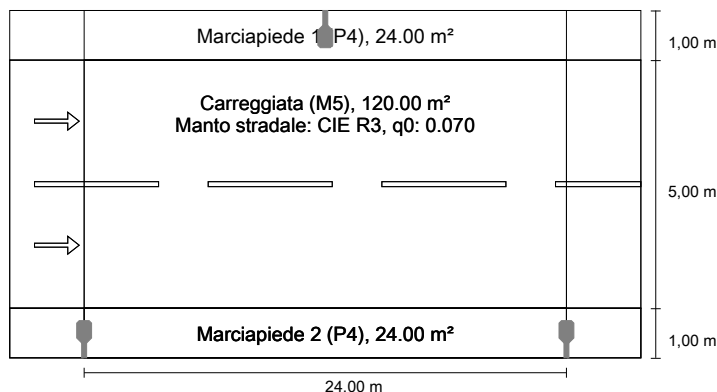 Marciapiede 1 (P4), 24.00 m²
1,00 m
Carreggiata (M5), 120.00 m²
Manto stradale: CIE R3, q0: 0.070
5,00 m
Marciapiede 2 (P4), 24.00 m²
1,00 m
24.00 m